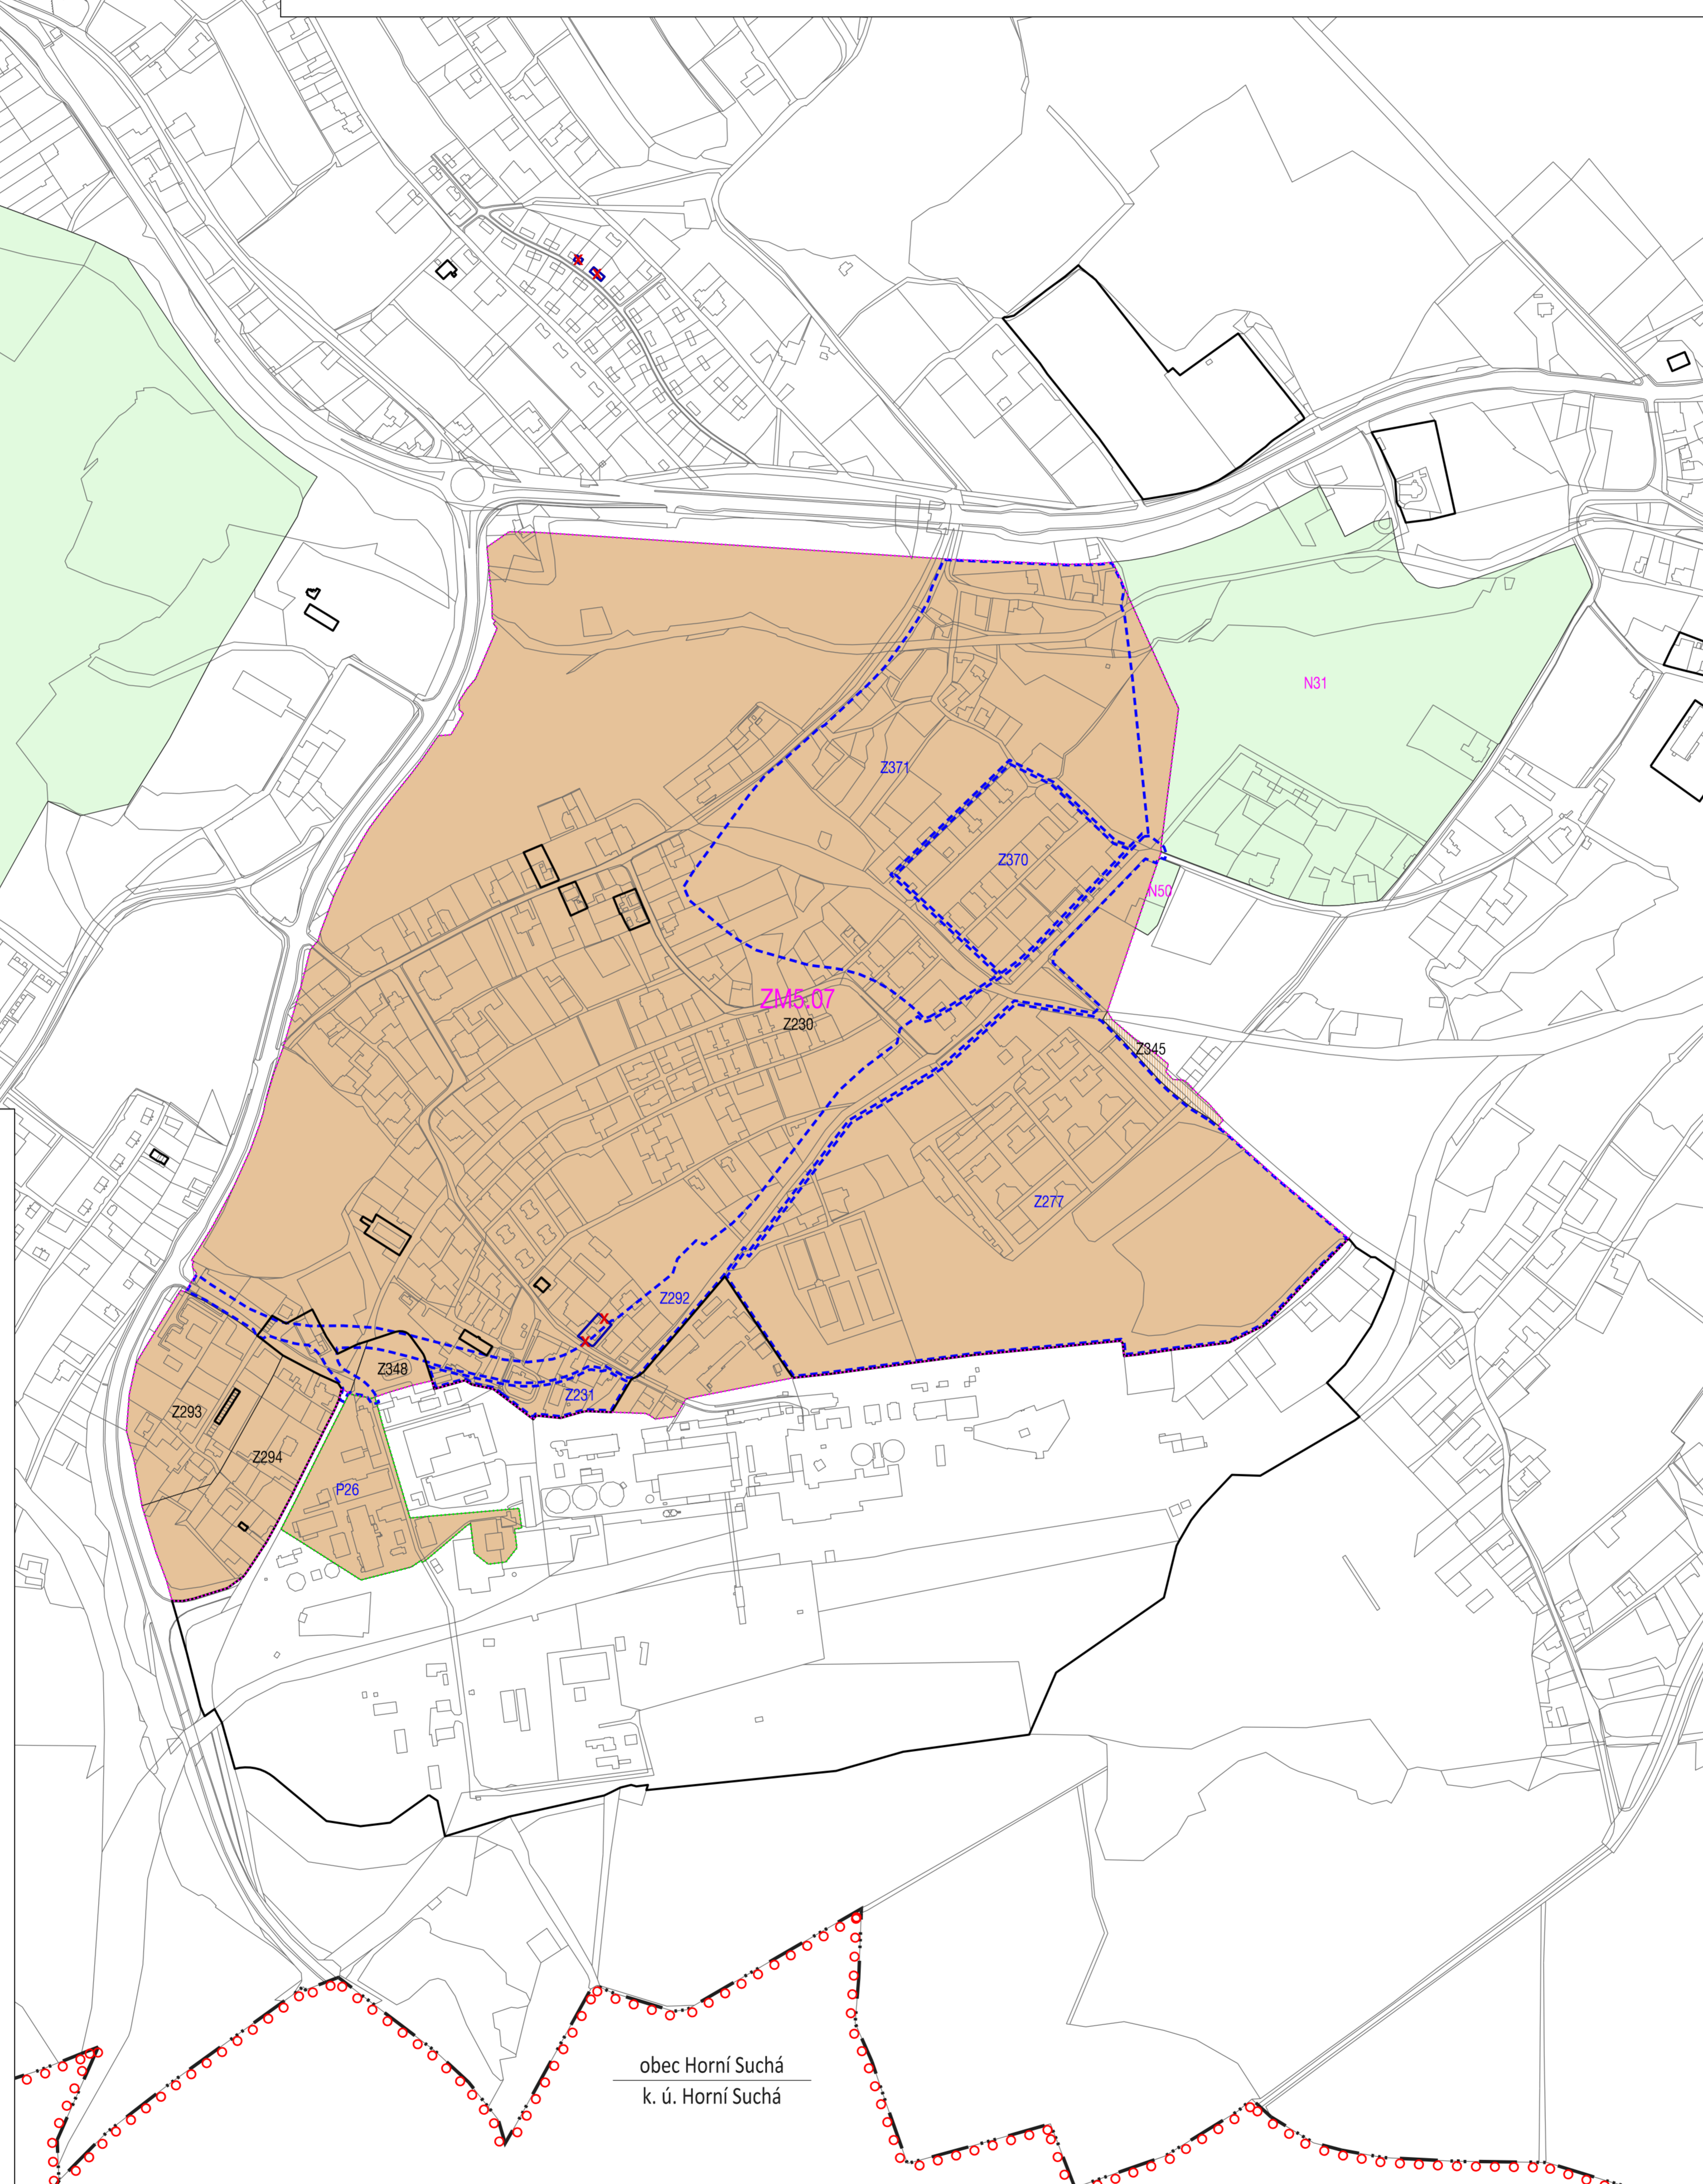 N31
Z371
Z370
N50
ZM5.07
Z230
Z345
Z277
Z292
Z348
Z231
Z293
Z294
P26
obec Horní Suchá
k. ú. Horní Suchá